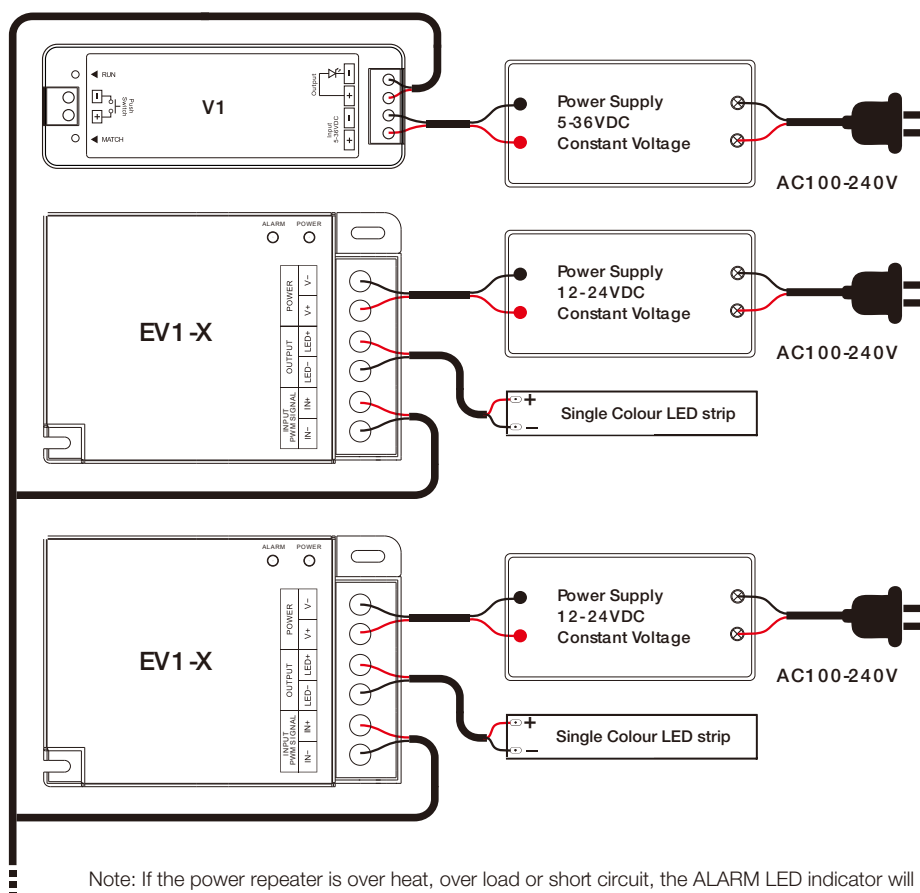 RUN
Push
Switch
MATCH
V1
Output
Input
5-36VDC
Power Supply
5-36VDC
Constant Voltage
AC100-240V
ALARM POWER
EV1-X
POWER
V- 
V+
OUTPUT
LED+
LED-
INPUT
PWM SIGNAL
IN+
IN-
Power Supply
12-24VDC
Constant Voltage
AC100-240V
+
Single Colour LED strip
–
ALARM POWER
EV1-X
POWER
V-
V+
OUTPUT
LED+
LED-
INPUT
PWM SIGNAL
IN+
IN-
Power Supply
12-24VDC
Constant Voltage
AC100-240V
+
Single Colour LED strip
–
Note: If the power repeater is over heat, over load or short circuit, the ALARM LED indicator will